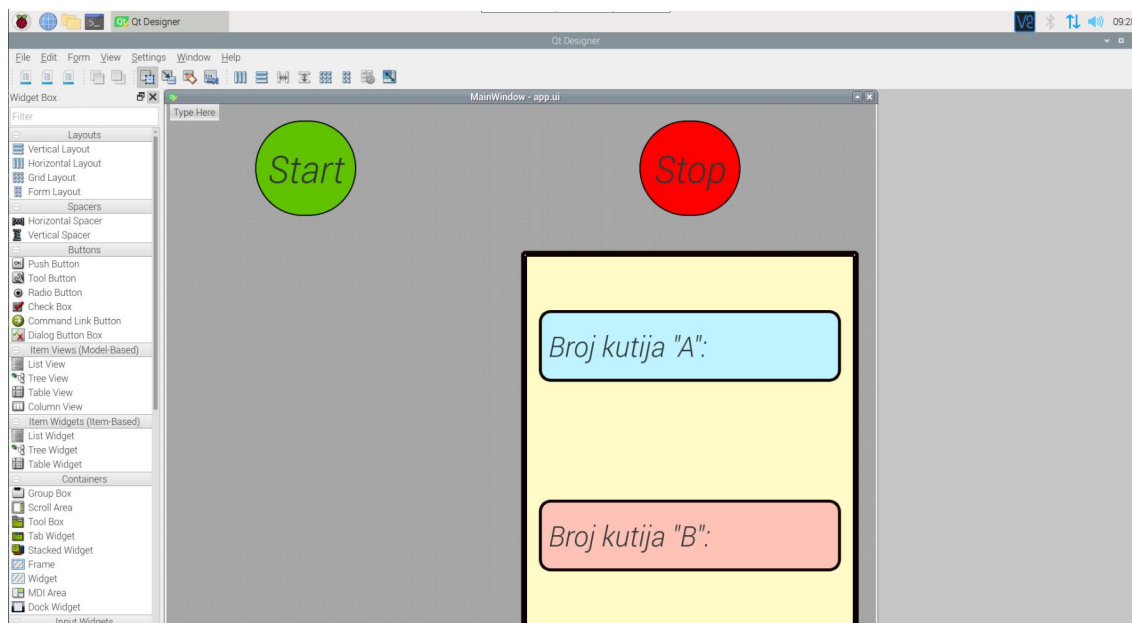 Qt Designer
09:28
Qt Designer
File Edit Form View Settings Window Help
Widget Box
MainWindow - app.ui
Filter
Type Here
Layouts
Vertical Layout
Horizontal Layout
Grid Layout
Form Layout
Spacers
Horizontal Spacer
Vertical Spacer
Buttons
Push Button
Tool Button
Radio Button
Check Box
Command Link Button
Dialog Button Box
Item Views (Model-Based)
List View
Tree View
Table View
Column View
Item Widgets (Item-Based)
List Widget
Tree Widget
Table Widget
Containers
Group Box
Scroll Area
Tool Box
Tab Widget
Stacked Widget
Frame
Widget
MDI Area
Dock Widget
Input Widgets
Start
Stop
Broj kutija "A":
Broj kutija "B":